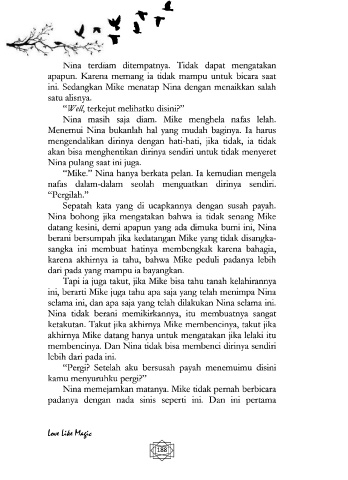 Nina terdiam ditempatnya. Tidak dapat mengatakan
apapun. Karena memang ia tidak mampu untuk bicara saat
ini. Sedangkan Mike menatap Nina dengan menaikkan salah
satu alisnya.
“Well, terkejut melihatku disini?”
Nina masih saja diam. Mike menghela nafas lelah.
Menemui Nina bukanlah hal yang mudah baginya. Ia harus
mengendalikan dirinya dengan hati-hati, jika tidak, ia tidak
akan bisa menghentikan dirinya sendiri untuk tidak menyeret
Nina pulang saat ini juga.
“Mike.” Nina hanya berkata pelan. Ia kemudian mengela
nafas dalam-dalam seolah menguatkan dirinya sendiri.
“Pergilah.”
Sepatah kata yang di ucapkannya dengan susah payah.
Nina bohong jika mengatakan bahwa ia tidak senang Mike
datang kesini, demi apapun yang ada dimuka bumi ini, Nina
berani bersumpah jika kedatangan Mike yang tidak disangka-
sangka ini membuat hatinya membengkak karena bahagia,
karena akhirnya ia tahu, bahwa Mike peduli padanya lebih
dari pada yang mampu ia bayangkan.
Tapi ia juga takut, jika Mike bisa tahu tanah kelahirannya
ini, berarti Mike juga tahu apa saja yang telah menimpa Nina
selama ini, dan apa saja yang telah dilakukan Nina selama ini.
Nina tidak berani memikirkannya, itu membuatnya sangat
ketakutan. Takut jika akhirnya Mike membencinya, takut jika
akhirnya Mike datang hanya untuk mengatakan jika lelaki itu
membencinya. Dan Nina tidak bisa membenci dirinya sendiri
lebih dari pada ini.
“Pergi? Setelah aku bersusah payah menemuimu disini
kamu menyuruhku pergi?”
Nina memejamkan matanya. Mike tidak pernah berbicara
padanya dengan nada sinis seperti ini. Dan ini pertama
Love Like Magic
188